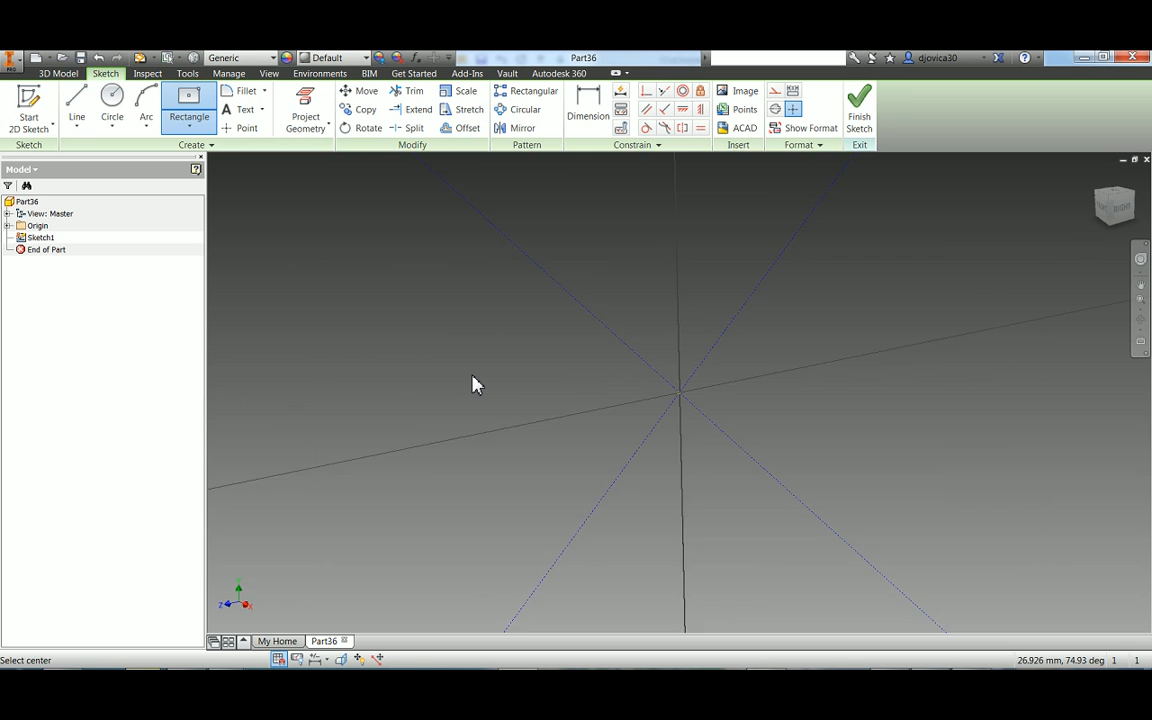 Generic
Default
Part36
djovica30
3D Model Sketch Inspect Tools Manage View Environments BIM Get Started Add-Ins Vault Autodesk 360
Start 2D Sketch
Line
Circle
Arc
Rectangle
Fillet
Text
Point
Project Geometry
Move
Copy
Rotate
Trim
Extend
Split
Scale
Stretch
Offset
Rectangular
Circular
Mirror
Dimension
Image
Points
ACAD
Show Format
Finish Sketch
Sketch Create Modify Pattern Constrain Insert Format Exit
Model
Part36
View: Master
Origin
Sketch1
End of Part
RIGHT
Y
Z
X
My Home Part36
Select center
26.926 mm, 74.93 deg 1 1